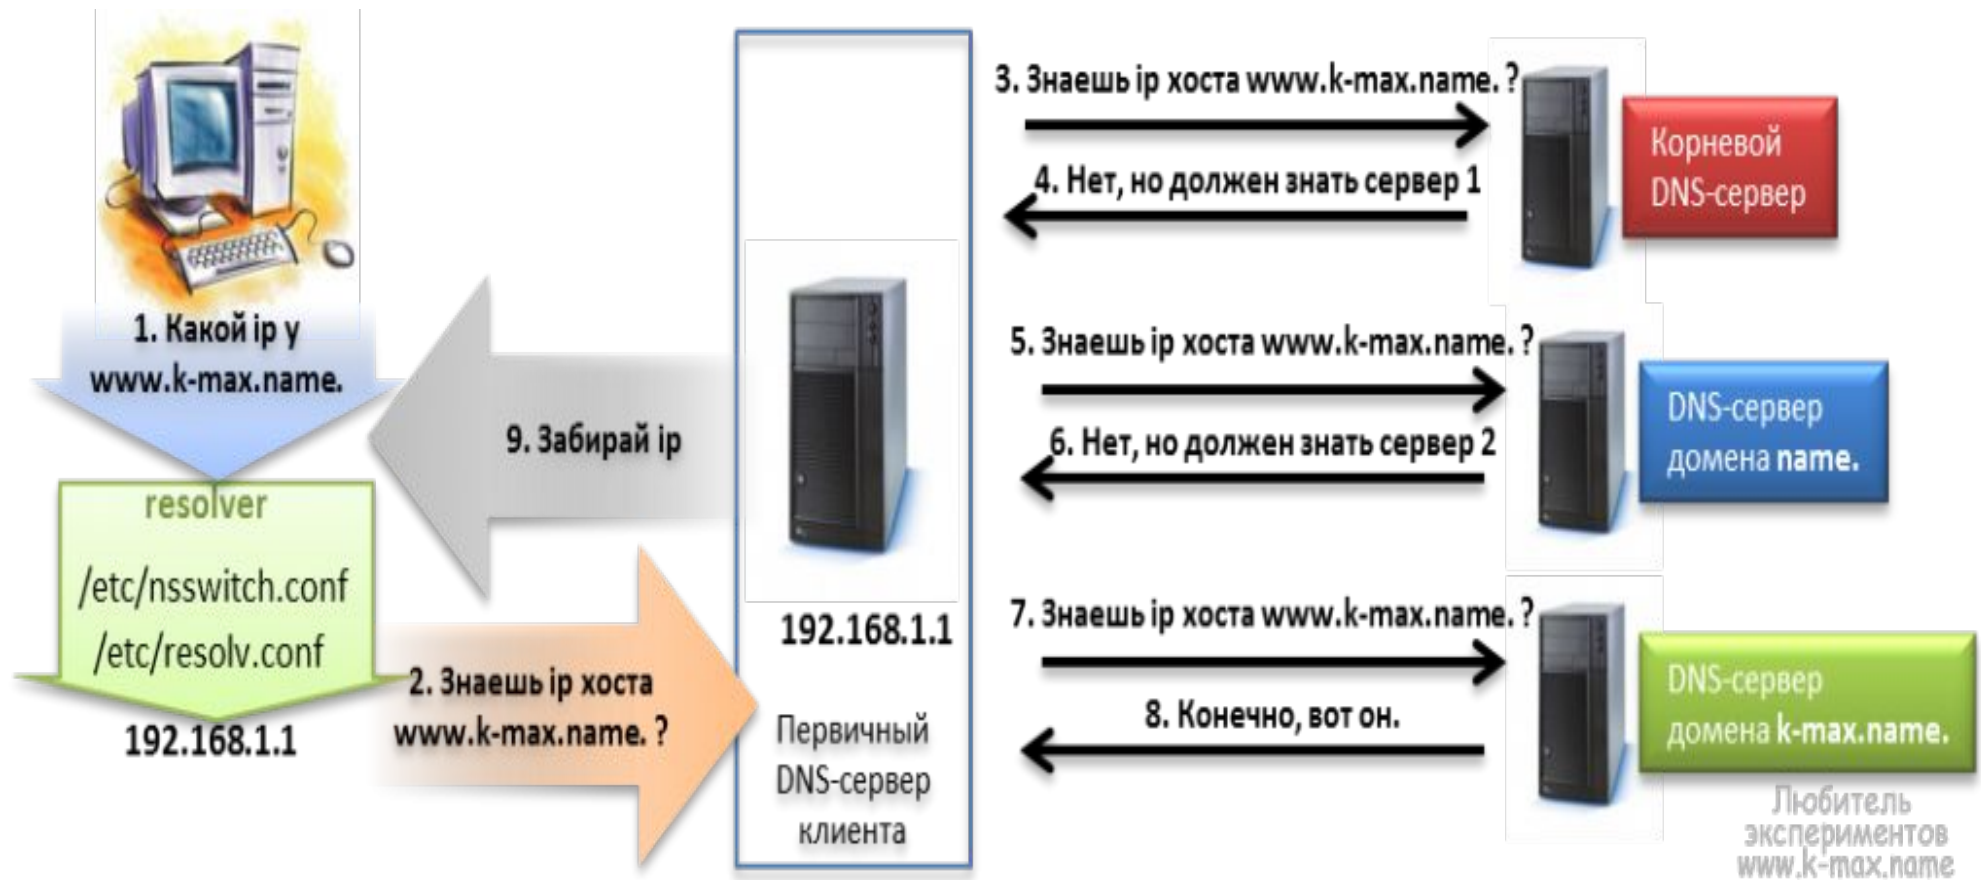 1. Какой ip у
www.k-max.name.
resolver
/etc/nsswitch.conf
/etc/resolv.conf
192.168.1.1
2. Знаешь ip хоста
www.k-max.name. ?
9. Забирай ip
192.168.1.1
Первичный
DNS-сервер
клиента
3. Знаешь ip хоста www.k-max.name. ?
4. Нет, но должен знать сервер 1
Корневой
DNS-сервер
5. Знаешь ip хоста www.k-max.name. ?
6. Нет, но должен знать сервер 2
DNS-сервер
домена name.
7. Знаешь ip хоста www.k-max.name. ?
8. Конечно, вот он.
DNS-сервер
домена k-max.name.
Любитель
экспериментов
www.k-max.name